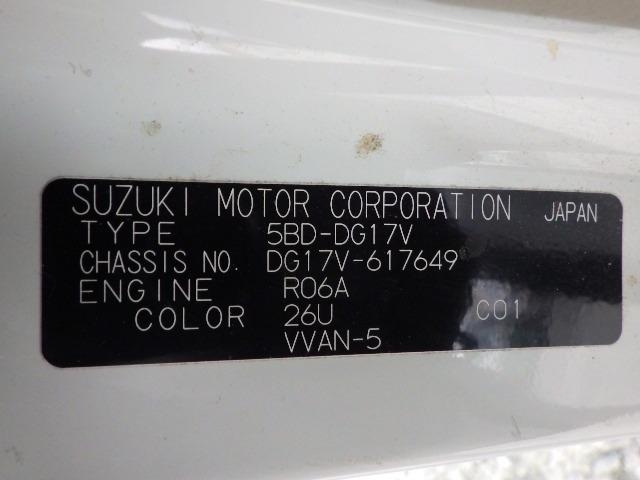 SUZUKI MOTOR CORPORATION JAPAN
TYPE 5BD-DG17V
CHASSIS NO. DG17V-617649
ENGINE R06A
COLOR 26U C01
VVAN-5